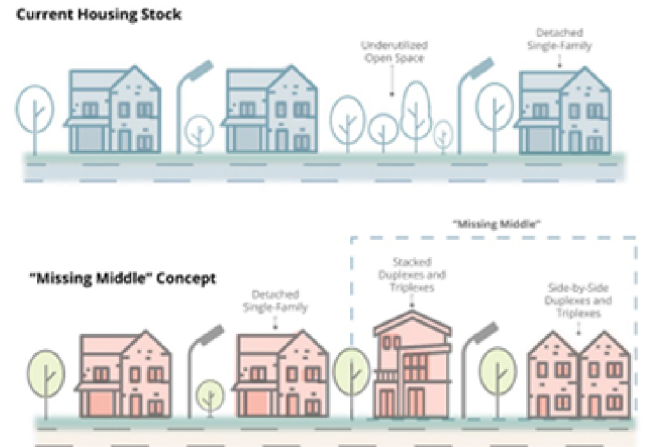 Current Housing Stock
Underutilized
Open Space
Detached
Single-Family
"Missing Middle"
"Missing Middle" Concept
Detached
Single-Family
Stacked
Duplexes and
Triplexes
Side-by-Side
Duplexes and
Triplexes